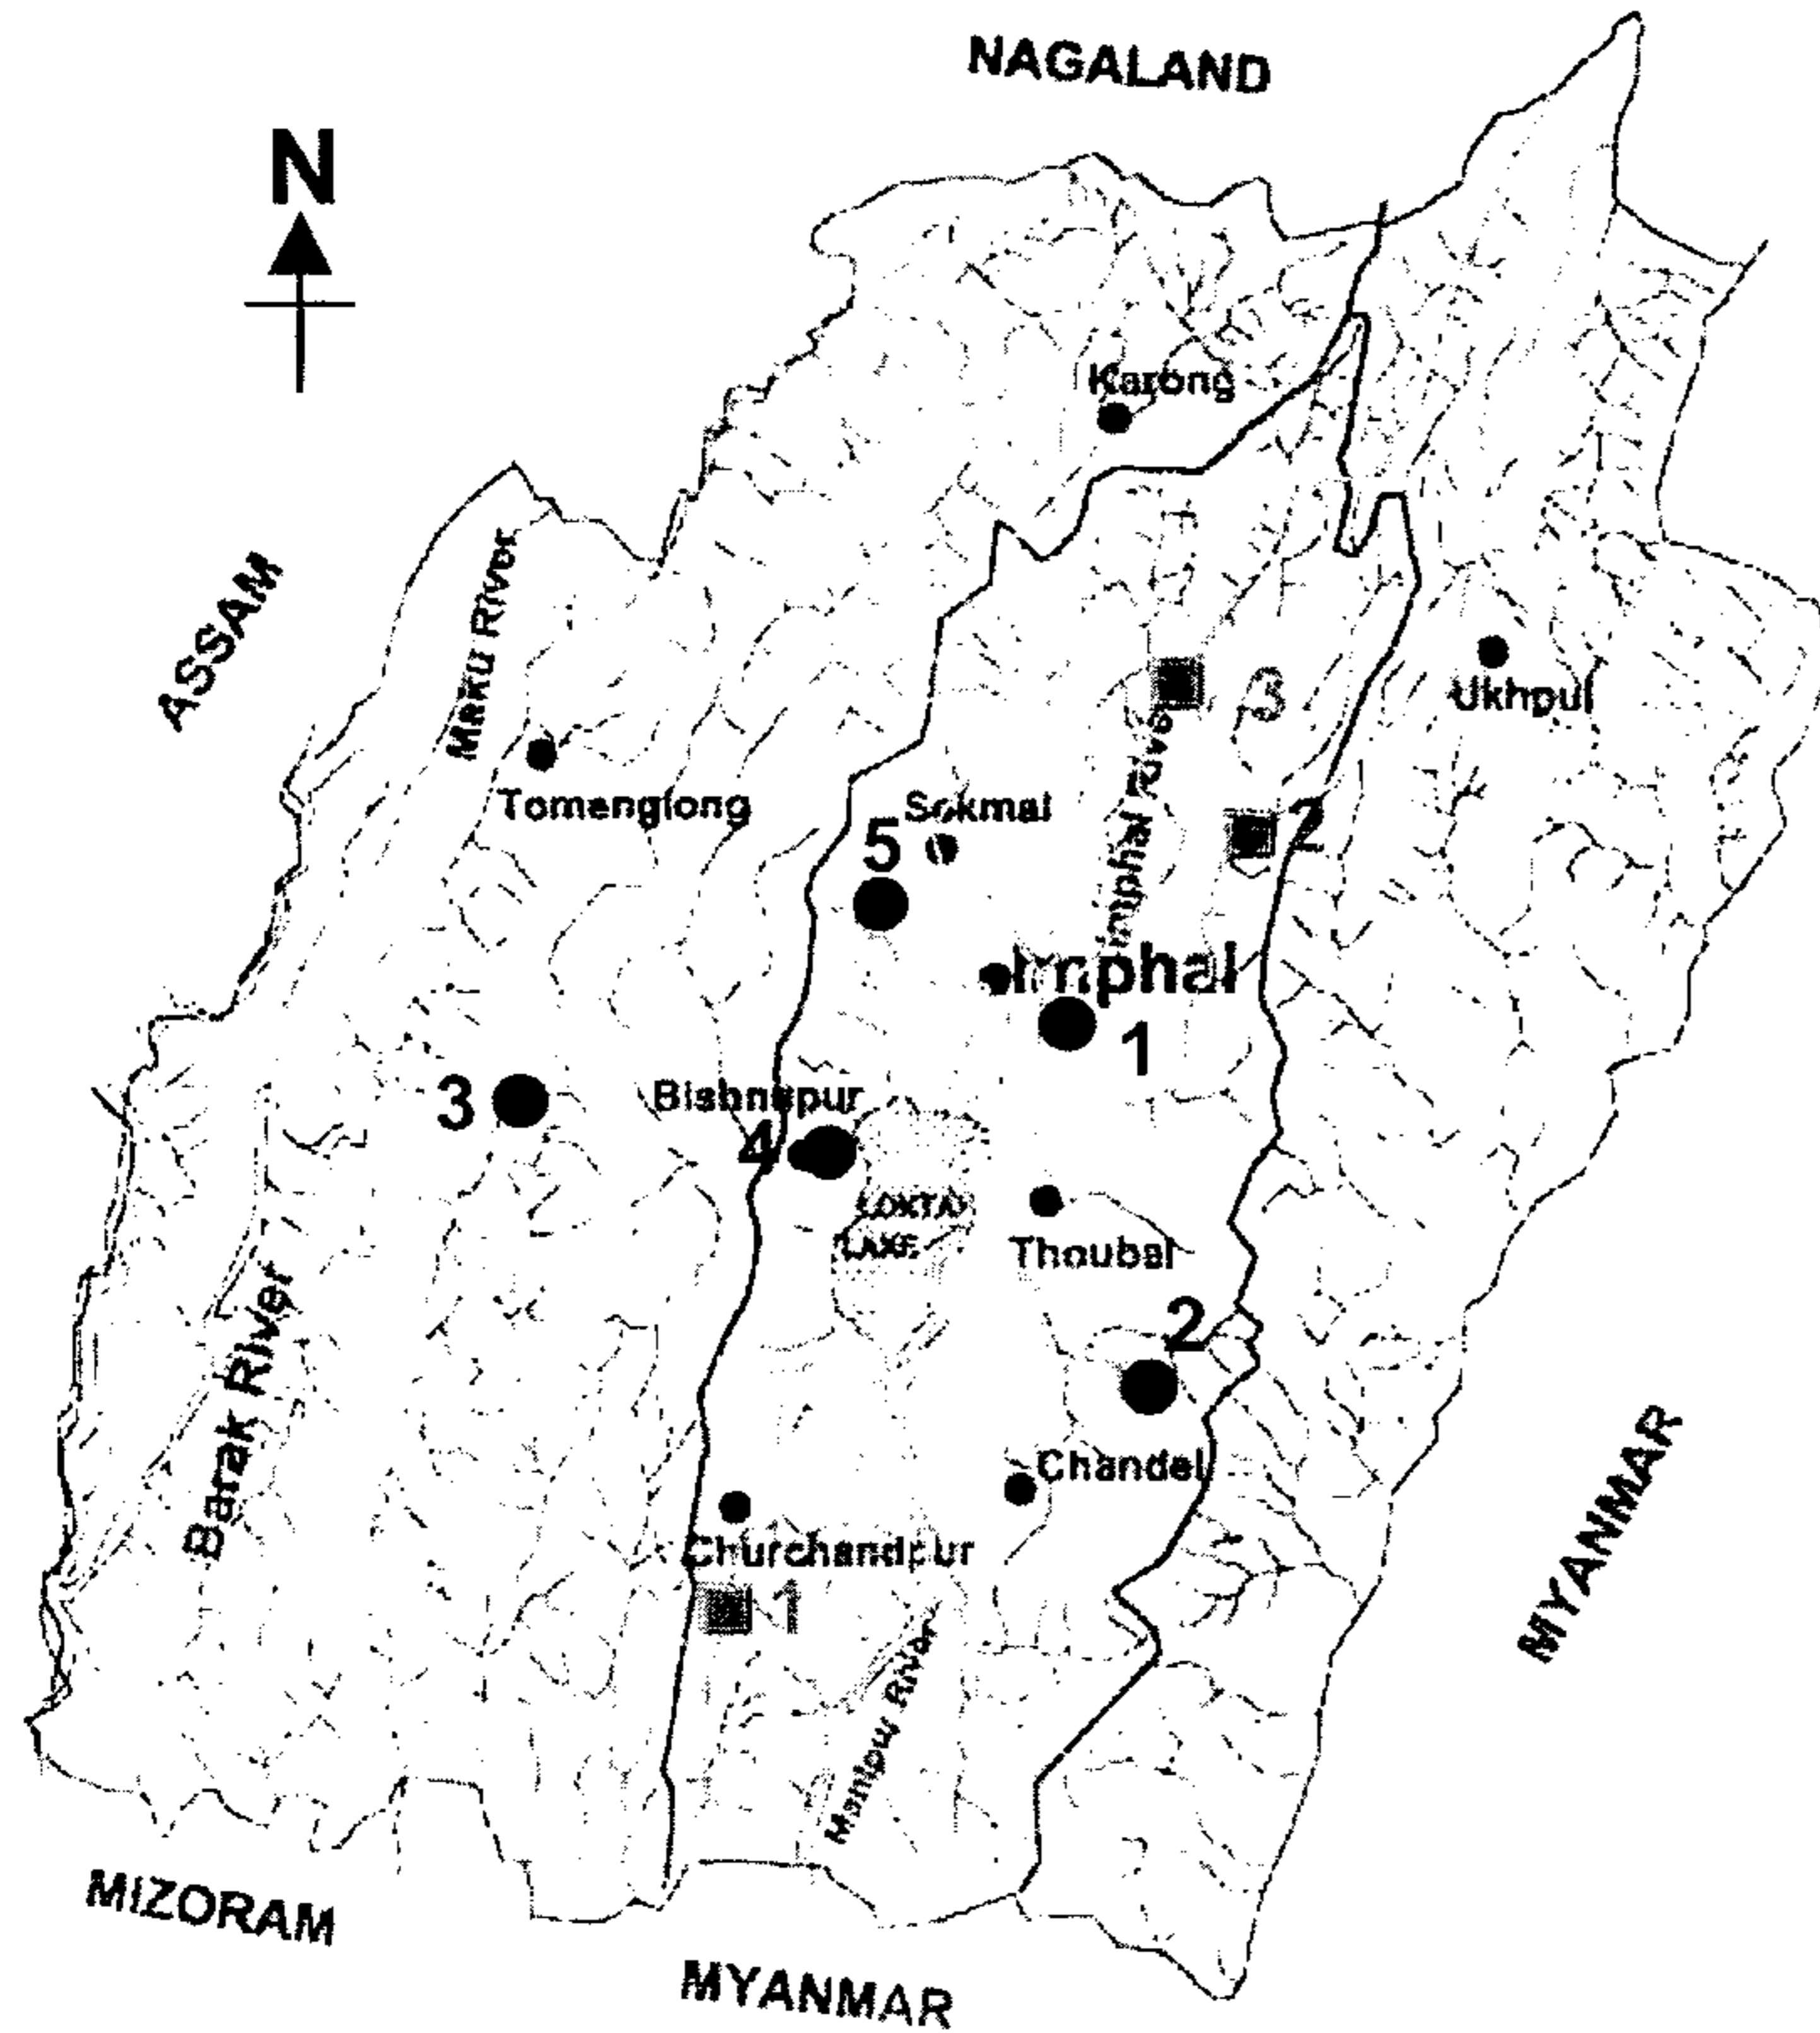 NAGALAND
N
Karong
ASSAM
Maku River
Ukhpul
3
Imphal River
Tomenglong
Sekmai
5
2
Imphal
1
3
Bishnupur
4
LOKTAK
LAKE
Thoubal
2
Barak River
Chandel
Churchandpur
1
Manipur River
MYANMAR
MIZORAM
MYANMAR